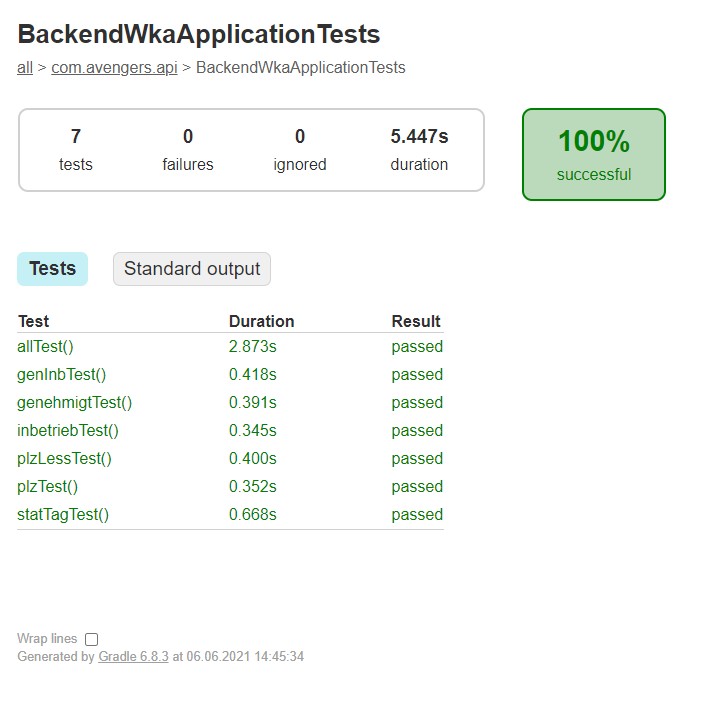 BackendWkaApplicationTests
all > com.avengers.api > BackendWkaApplicationTests
7 0 0 5.447s
tests failures ignored duration
100%
successful
Tests Standard output
Test Duration Result
allTest() 2.873s passed
genInbTest() 0.418s passed
genehmigtTest() 0.391s passed
inbetriebTest() 0.345s passed
plzLessTest() 0.400s passed
plzTest() 0.352s passed
statTagTest() 0.668s passed
Wrap lines
Generated by Gradle 6.8.3 at 06.06.2021 14:45:34